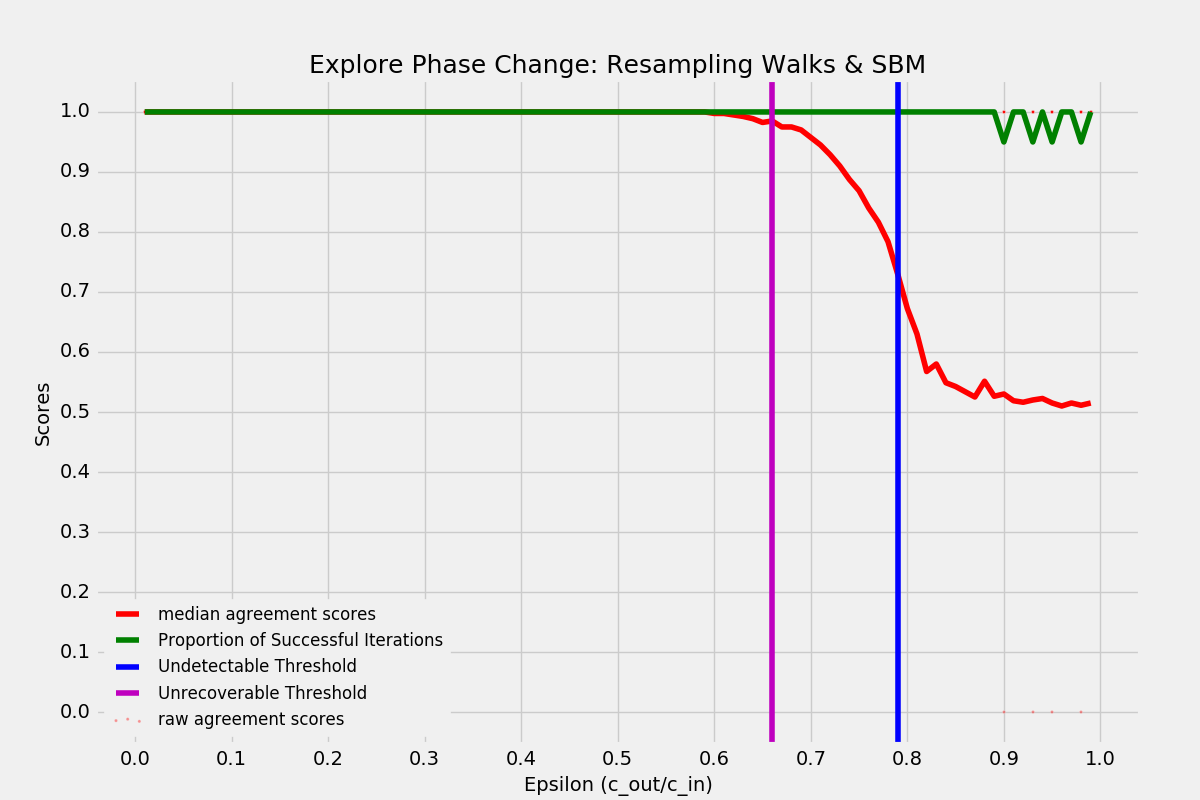 Explore Phase Change: Resampling Walks & SBM
1.0
0.9
0.8
0.7
0.6
0.5
0.4
0.3
0.2
0.1
0.0
Scores
median agreement scores
Proportion of Successful Iterations
Undetectable Threshold
Unrecoverable Threshold
raw agreement scores
0.0 0.1 0.2 0.3 0.4 0.5 0.6 0.7 0.8 0.9 1.0
Epsilon (c_out/c_in)